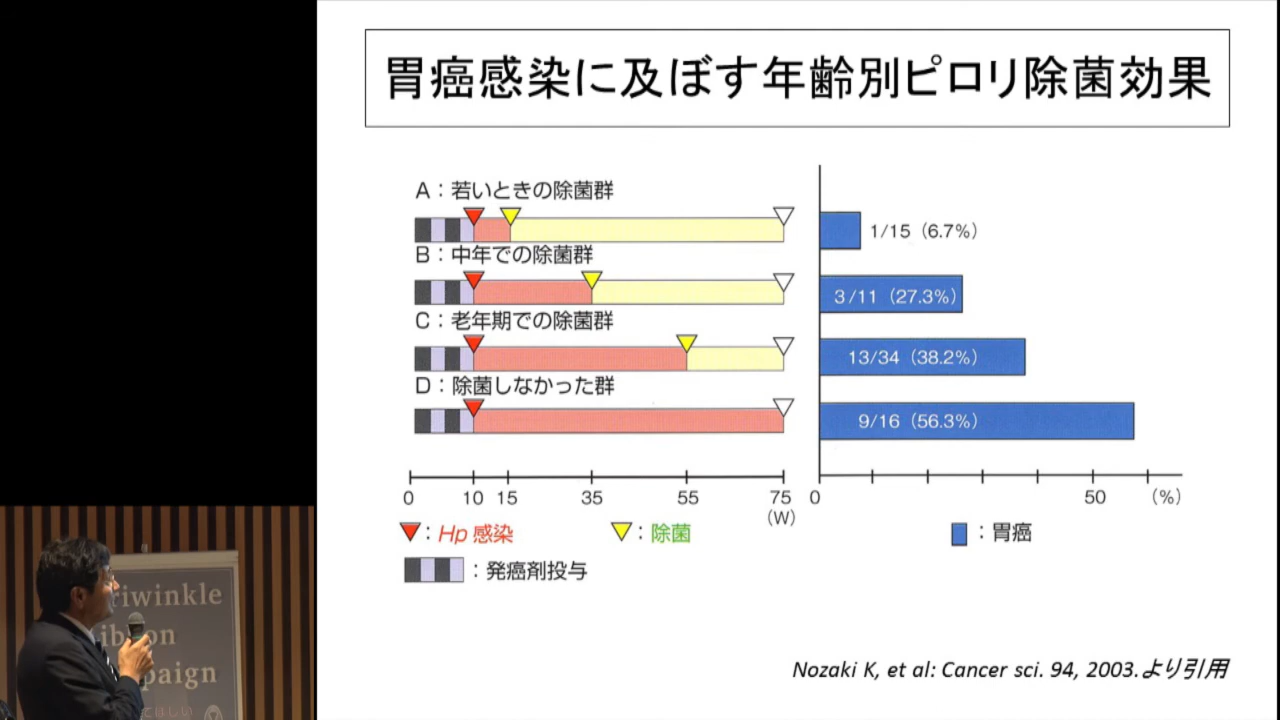 胃癌感染に及ぼす年齢別ピロリ除菌効果
A：若いときの除菌群
1/15（6.7%）
B：中年での除菌群
3/11（27.3%）
C：老年期での除菌群
13/34（38.2%）
D：除菌しなかった群
9/16（56.3%）
0 10 15 35 55 75
(W)
0 50 (%)
：Hp 感染
：除菌
：胃癌
：発癌剤投与
Nozaki K, et al: Cancer sci. 94, 2003.より引用
riwinkle
paign
てほしい